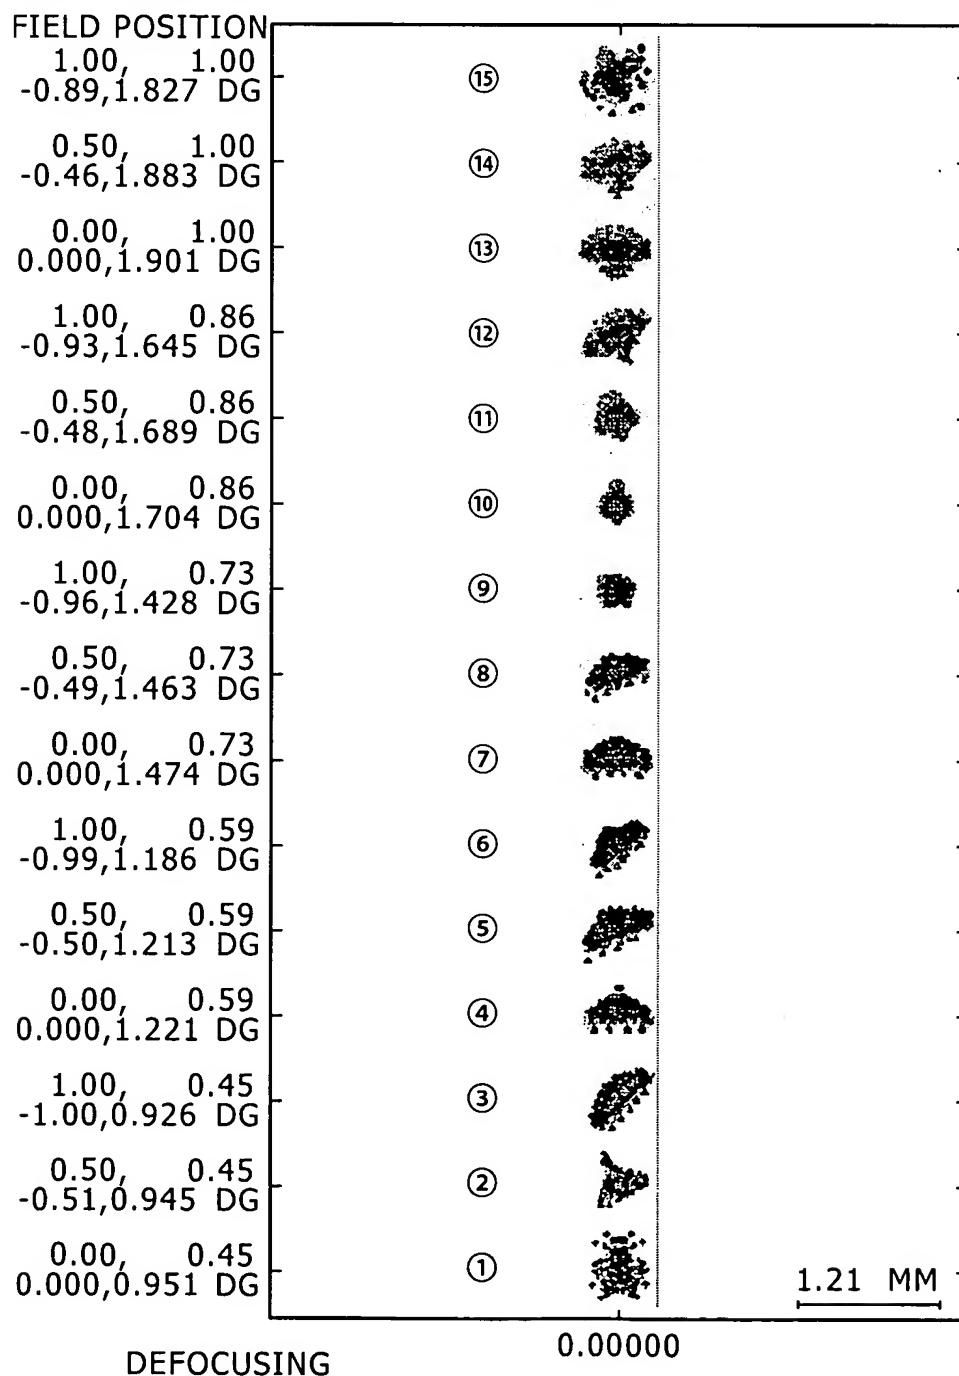 FIELD POSITION
1.00, 1.00
-0.89,1.827 DG
⑮
0.50, 1.00
-0.46,1.883 DG
⑭
0.00, 1.00
0.000,1.901 DG
⑬
1.00, 0.86
-0.93,1.645 DG
⑫
0.50, 0.86
-0.48,1.689 DG
⑪
0.00, 0.86
0.000,1.704 DG
⑩
1.00, 0.73
-0.96,1.428 DG
⑨
0.50, 0.73
-0.49,1.463 DG
⑧
0.00, 0.73
0.000,1.474 DG
⑦
1.00, 0.59
-0.99,1.186 DG
⑥
0.50, 0.59
-0.50,1.213 DG
⑤
0.00, 0.59
0.000,1.221 DG
④
1.00, 0.45
-1.00,0.926 DG
③
0.50, 0.45
-0.51,0.945 DG
②
0.00, 0.45
0.000,0.951 DG
①
1.21 MM
0.00000
DEFOCUSING